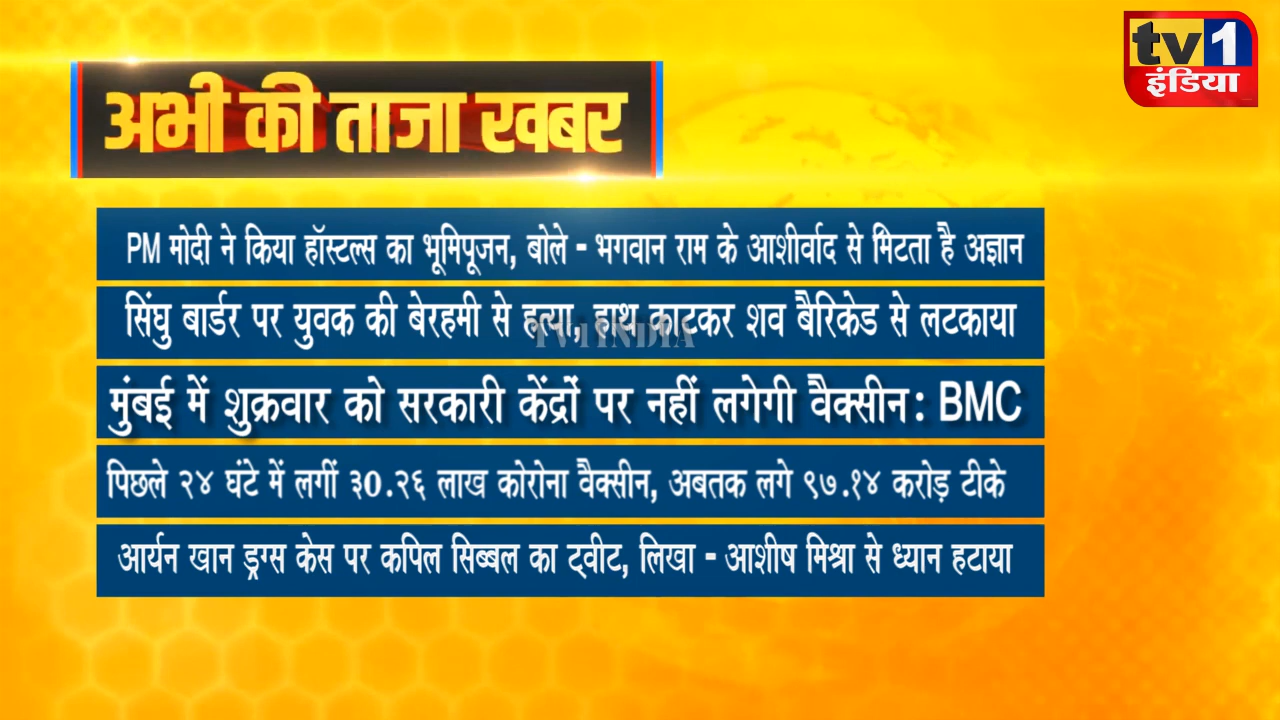 tv1
इंडिया
अभी की ताजा खबर
PM मोदी ने किया हॉस्टल्स का भूमिपूजन, बोले - भगवान राम के आशीर्वाद से मिटता है अज्ञान
सिंघु बार्डर पर युवक की बेरहमी से हत्या, हाथ काटकर शव बैरिकेड से लटकाया
TV1 INDIA
मुंबई में शुक्रवार को सरकारी केंद्रों पर नहीं लगेगी वैक्सीन: BMC
पिछले २४ घंटे में लगीं ३०.२६ लाख कोरोना वैक्सीन, अबतक लगे ९७.१४ करोड़ टीके
आर्यन खान ड्रग्स केस पर कपिल सिब्बल का ट्वीट, लिखा - आशीष मिश्रा से ध्यान हटाया